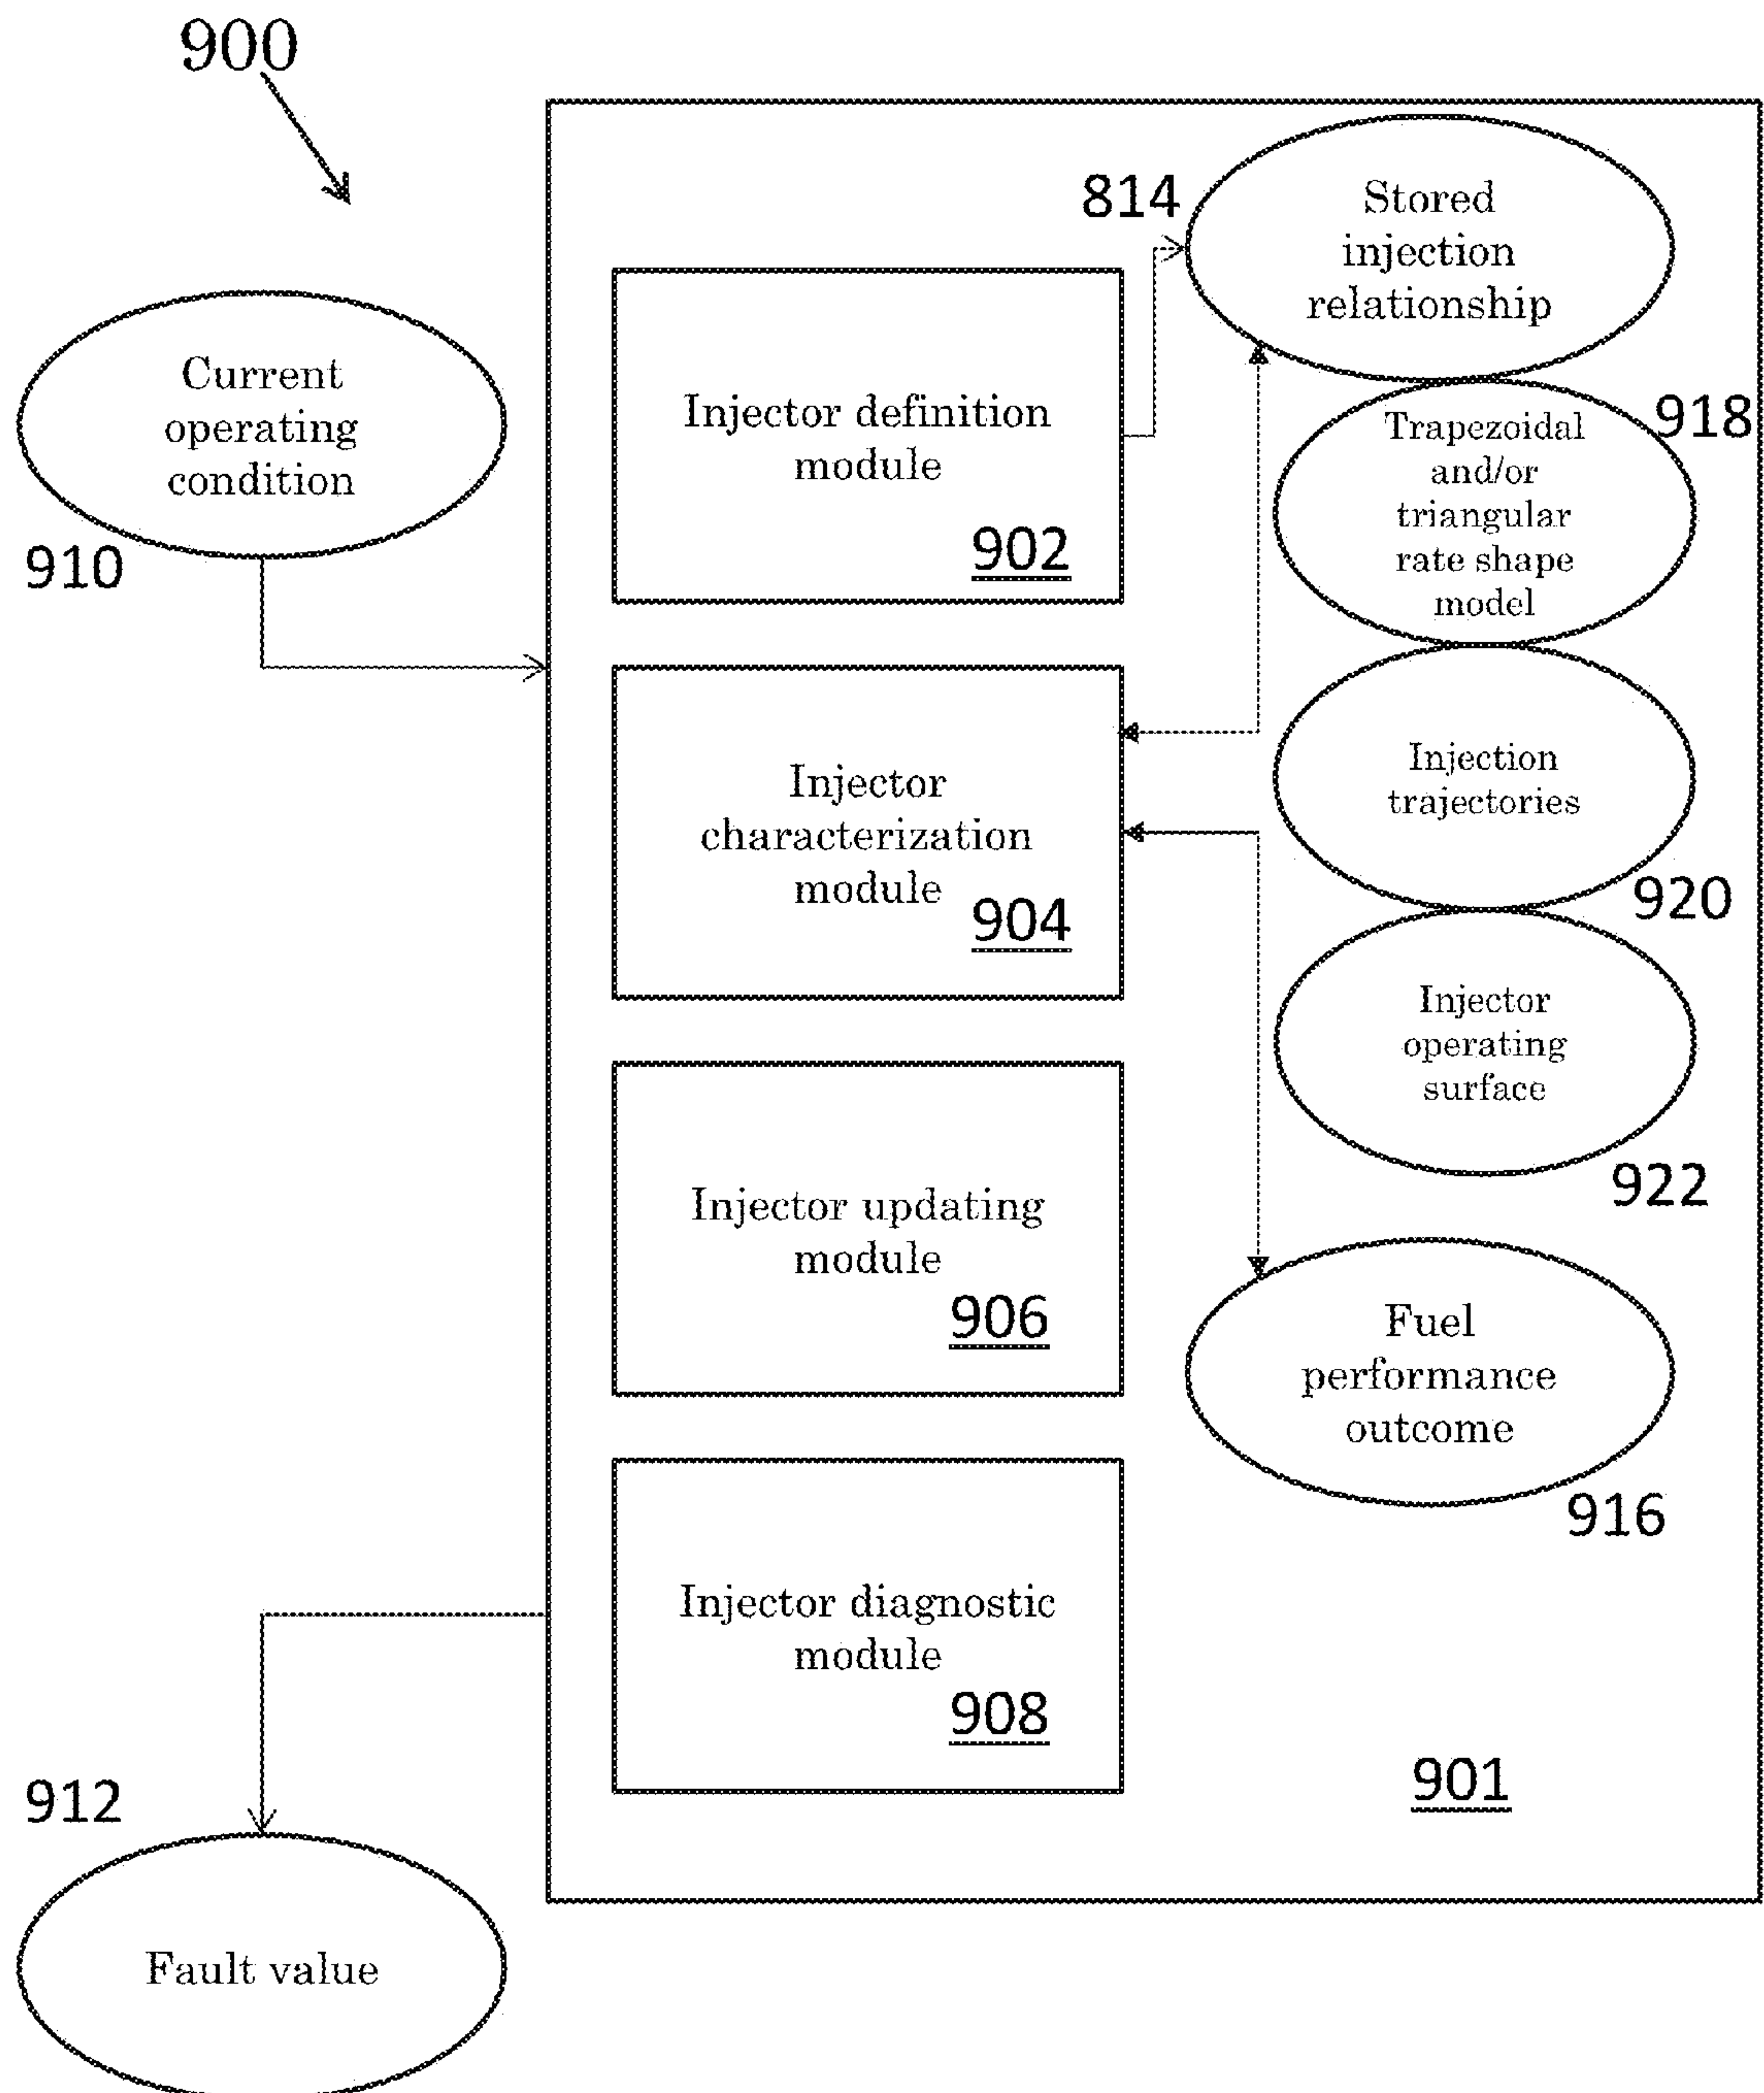 900
814
Stored
injection
relationship
Current
operating
condition
910
Injector definition
module
902
918
Trapezoidal
and/or
triangular
rate shape
model
Injector
characterization
module
904
Injection
trajectories
920
Injector
operating
surface
922
Injector updating
module
906
Fuel
performance
outcome
916
Injector diagnostic
module
908
901
912
Fault value